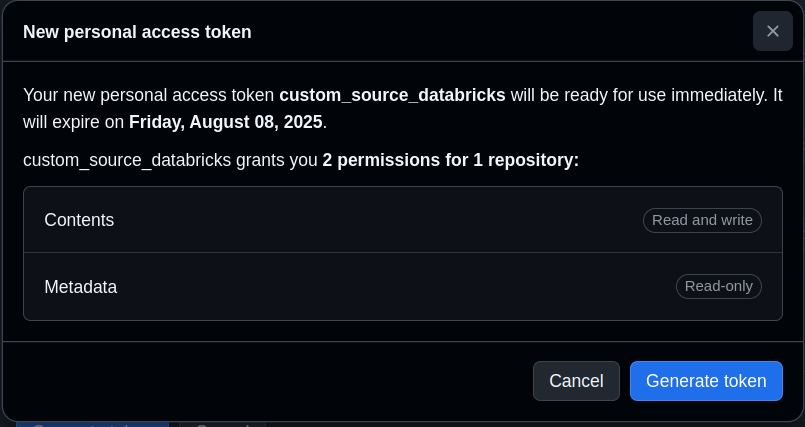 New personal access token
Your new personal access token custom_source_databricks will be ready for use immediately. It
will expire on Friday, August 08, 2025.
custom_source_databricks grants you 2 permissions for 1 repository:
Contents
Read and write
Metadata
Read-only
Cancel
Generate token